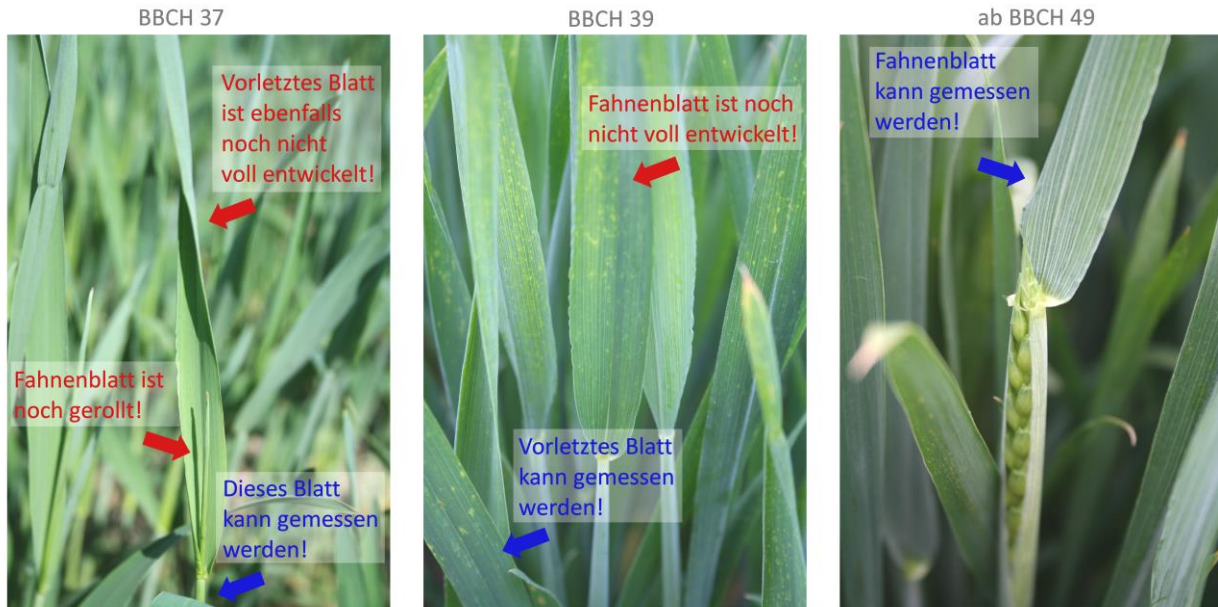 BBCH 37
Vorletztes Blatt
ist ebenfalls
noch nicht
voll entwickelt!
Fahnenblatt ist
noch gerollt!
Dieses Blatt
kann gemessen
werden!
BBCH 39
Fahnenblatt ist noch
nicht voll entwickelt!
Vorletztes Blatt
kann gemessen
werden!
ab BBCH 49
Fahnenblatt
kann gemessen
werden!